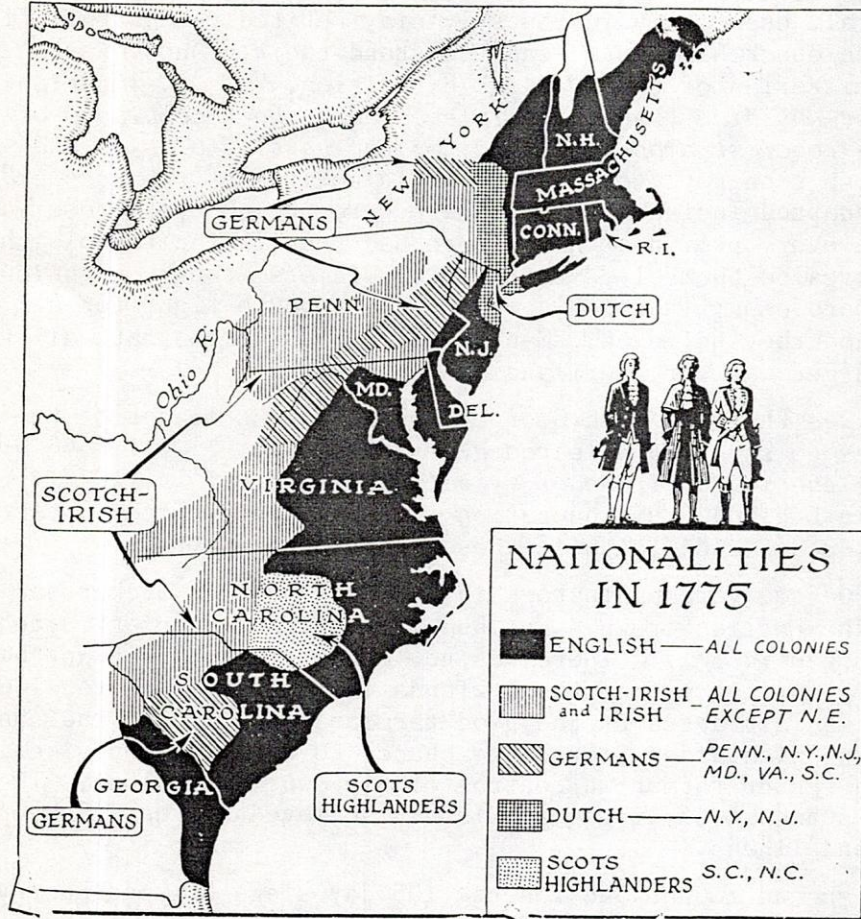 NEW YORK
N.H.
MASSACHUSETTS
CONN.
R.I.
GERMANS
DUTCH
PENN.
N.J.
Ohio R.
MD.
DEL.
SCOTCH-
IRISH
VIRGINIA
NORTH
CAROLINA
SOUTH
CAROLINA
GEORGIA
GERMANS
SCOTS
HIGHLANDERS
NATIONALITIES
IN 1775
ENGLISH — ALL COLONIES
SCOTCH-IRISH and IRISH – ALL COLONIES
EXCEPT N.E.
GERMANS — PENN., N.Y., N.J.,
MD., VA., S.C.
DUTCH — N.Y., N.J.
SCOTS
HIGHLANDERS S.C., N.C.